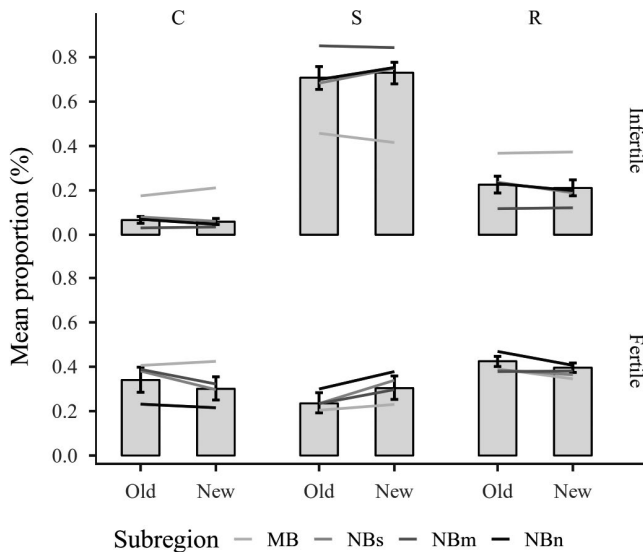 C S R
Mean proportion (%)
0.8
0.6
0.4
0.2
0.0
Infertile
0.8
0.6
0.4
0.2
0.0
Fertile
Old New Old New Old New
Subregion MB NBs NBm NBn